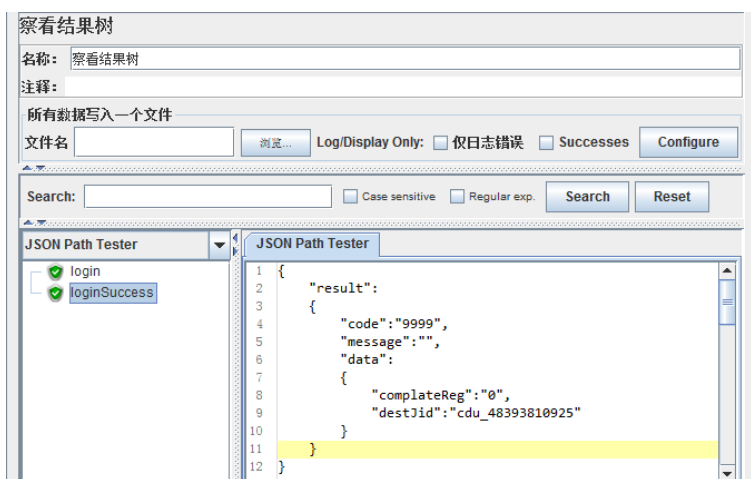 察看结果树
名称： 察看结果树
注释：
所有数据写入一个文件
文件名 浏览... Log/Display Only: 仅日志错误 Successes Configure
Search: Case sensitive Regular exp. Search Reset
JSON Path Tester
login
loginSuccess
JSON Path Tester
1 {
2 "result":
3 {
4 "code":"9999",
5 "message":"",
6 "data":
7 {
8 "complateReg":"0",
9 "destJid":"cdu_48393810925"
10 }
11 }
12 }